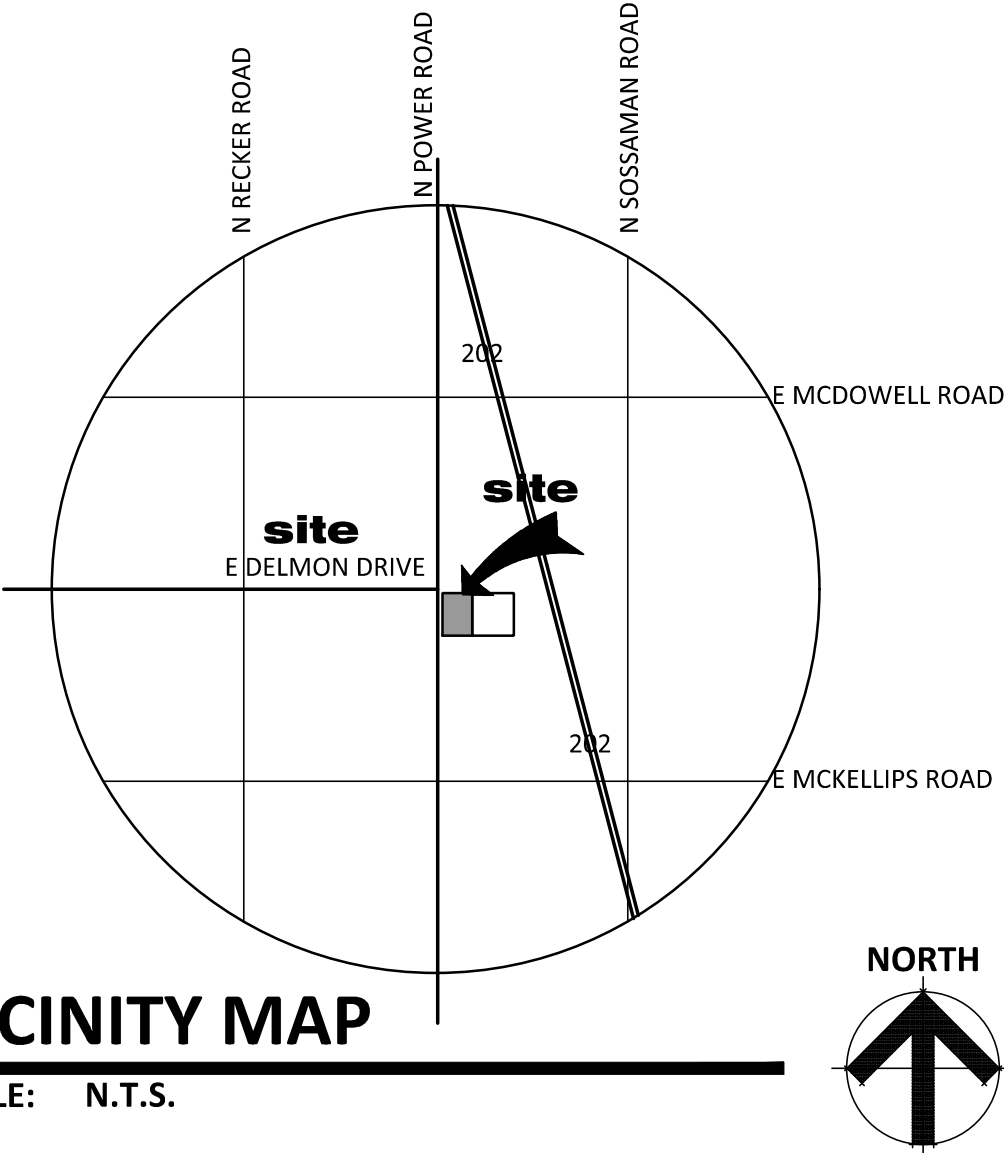 N RECKER ROAD
N POWER ROAD
N SOSSAMAN ROAD
202
E MCDOWELL ROAD
site
site
E DELMON DRIVE
202
E MCKELLIPS ROAD
NORTH
CINITY MAP
LE: N.T.S.